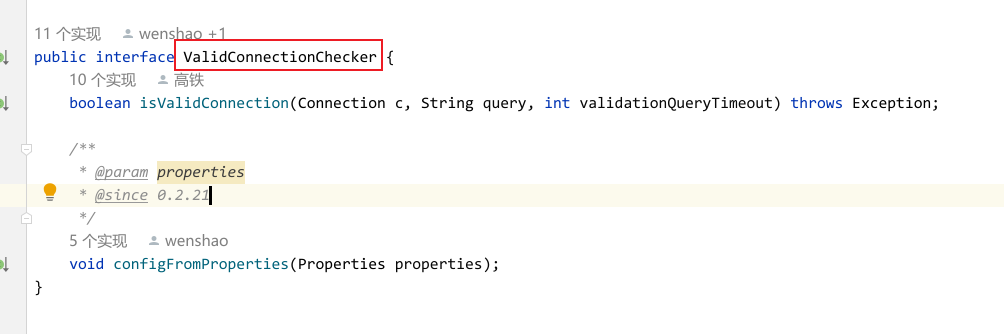 11 个实现 wenshao +1
public interface ValidConnectionChecker {
10 个实现 高铁
boolean isValidConnection(Connection c, String query, int validationQueryTimeout) throws Exception;
/**
* @param properties
* @since 0.2.21
*/
5 个实现 wenshao
void configFromProperties(Properties properties);
}